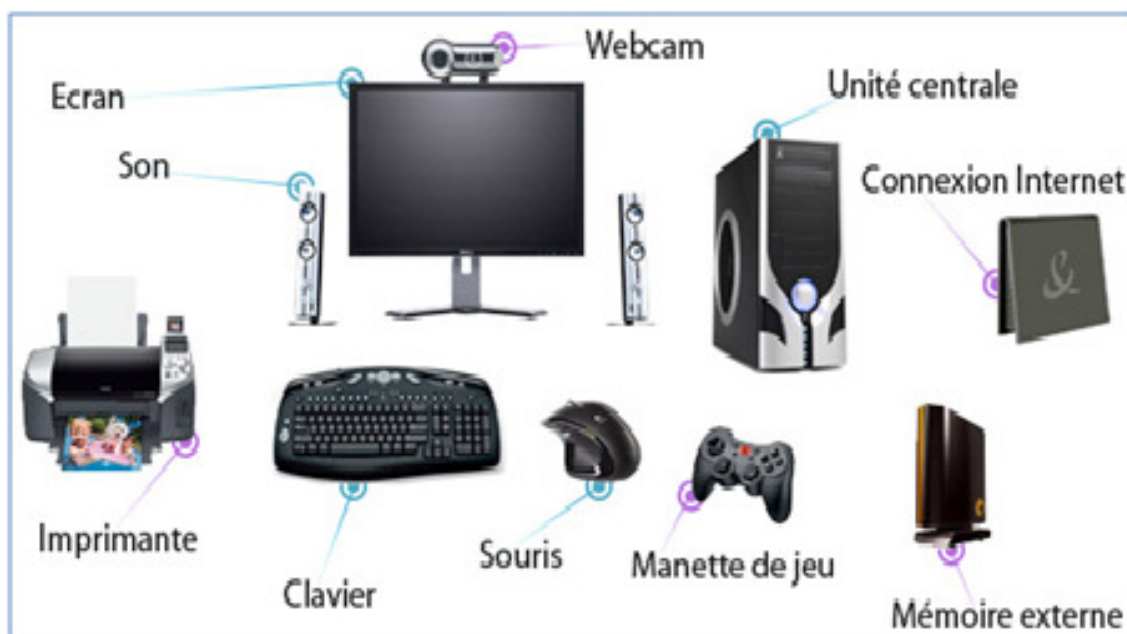 Webcam
Ecran
Unité centrale
Son
Connexion Internet
&
Imprimante
Souris
Manette de jeu
Clavier
Mémoire externe